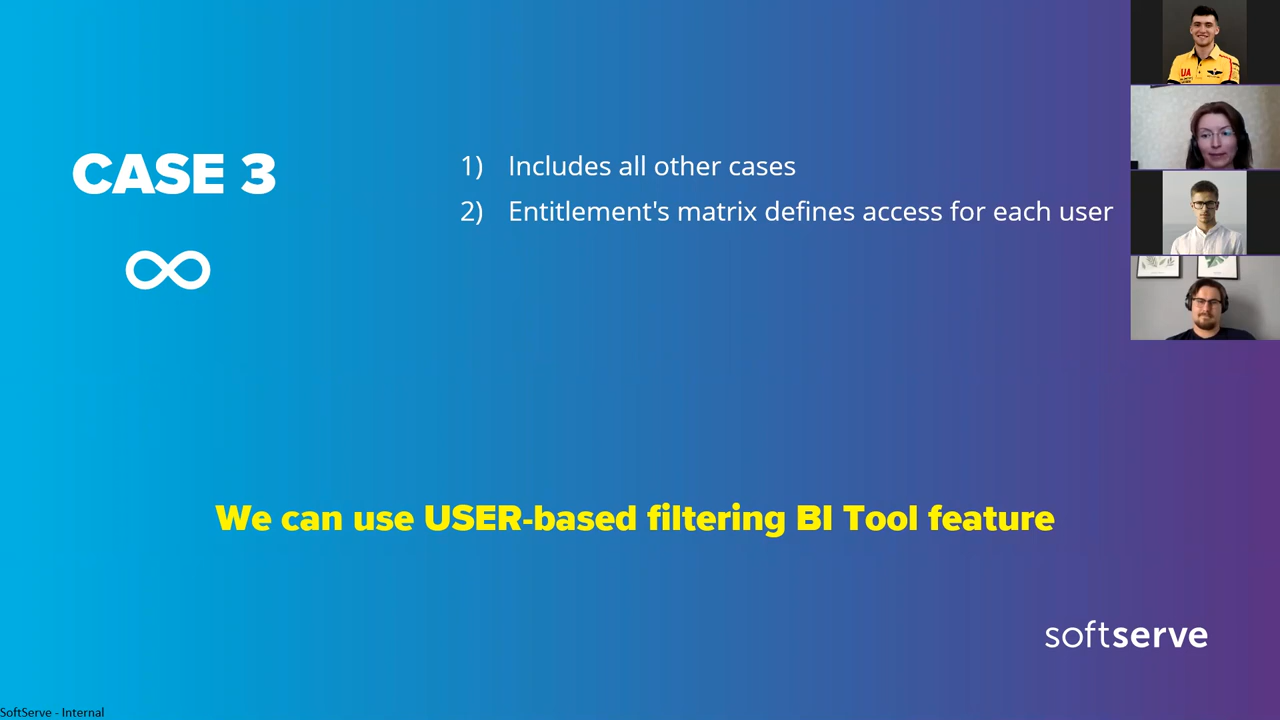 CASE 3
∞
1) Includes all other cases
2) Entitlement's matrix defines access for each user
We can use USER-based filtering BI Tool feature
softserve
SoftServe - Internal
UA